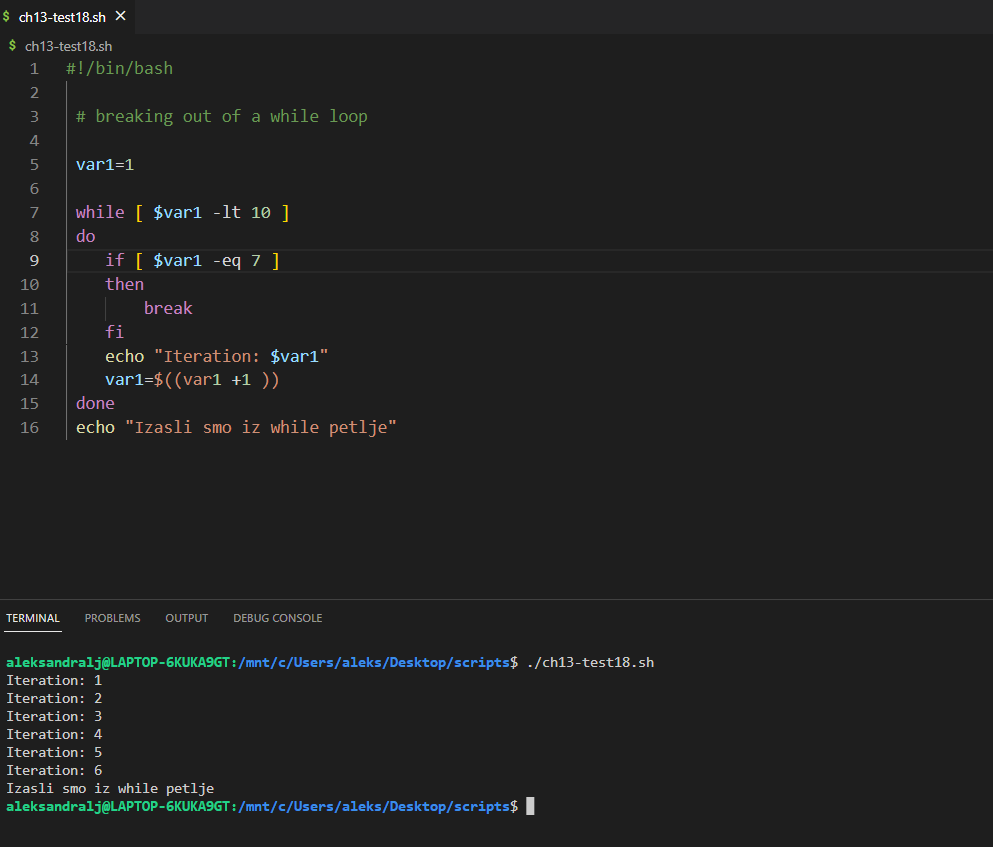 $ ch13-test18.sh ×
$ ch13-test18.sh
1 #!/bin/bash
2
3 # breaking out of a while loop
4
5 var1=1
6
7 while [ $var1 -lt 10 ]
8 do
9 if [ $var1 -eq 7 ]
10 then
11 break
12 fi
13 echo "Iteration: $var1"
14 var1=$((var1 +1 ))
15 done
16 echo "Izasli smo iz while petlje"
TERMINAL PROBLEMS OUTPUT DEBUG CONSOLE
aleksandralj@LAPTOP-6KUKA9GT:/mnt/c/Users/aleks/Desktop/scripts$ ./ch13-test18.sh
Iteration: 1
Iteration: 2
Iteration: 3
Iteration: 4
Iteration: 5
Iteration: 6
Izasli smo iz while petlje
aleksandralj@LAPTOP-6KUKA9GT:/mnt/c/Users/aleks/Desktop/scripts$